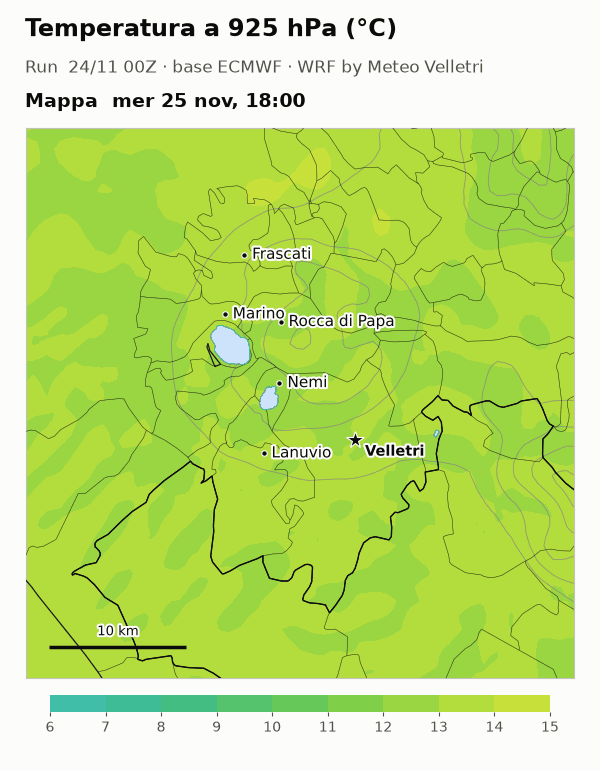 Temperatura a 925 hPa (°C)
Run  24/11 00Z · base ECMWF · WRF by Meteo Velletri
Mappa  mer 25 nov, 18:00
Frascati
Marino
Rocca di Papa
Nemi
Velletri
Lanuvio
10 km
6 7 8 9 10 11 12 13 14 15